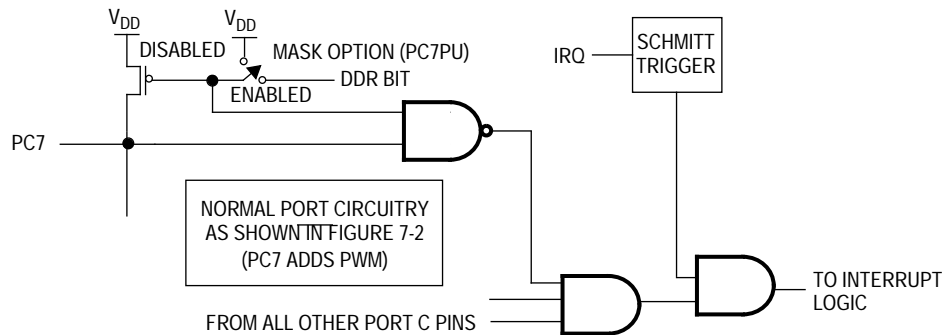 VDD
DISABLED
VDD
MASK OPTION (PC7PU)
DDR BIT
ENABLED
IRQ
SCHMITT
TRIGGER
PC7
NORMAL PORT CIRCUITRY
AS SHOWN IN FIGURE 7-2
(PC7 ADDS PWM)
FROM ALL OTHER PORT C PINS
TO INTERRUPT
LOGIC